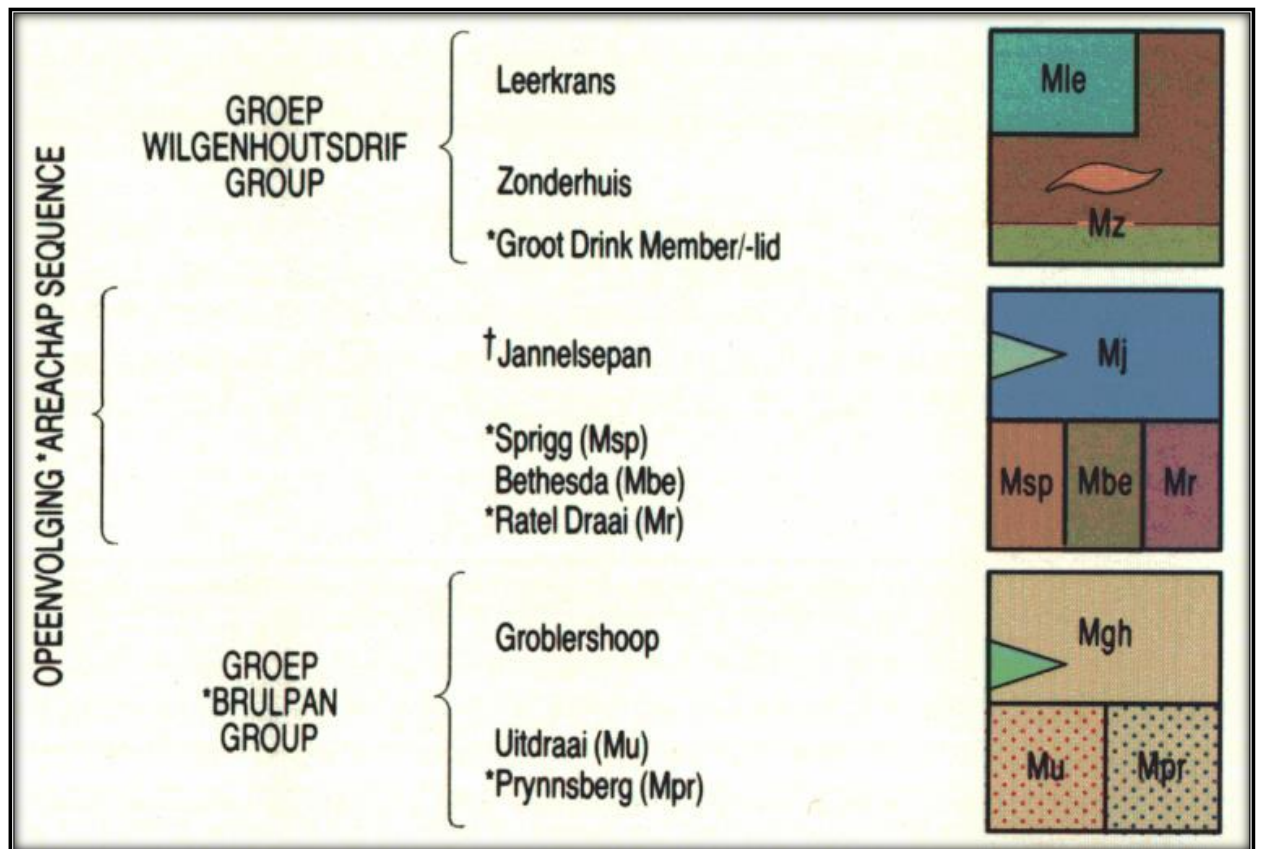 OPEENVOLGING *AREACHAP SEQUENCE
GROEP
WILGENHOUTSDRIF
GROUP
Leerkrans
Zonderhuis
*Groot Drink Member/-lid
Mle
Mz
†Jannelsepan
*Sprigg (Msp)
Bethesda (Mbe)
*Ratel Draai (Mr)
Mj
Msp
Mbe
Mr
GROEP
*BRULPAN
GROUP
Groblershoop
Uitdraai (Mu)
*Prynnsberg (Mpr)
Mgh
Mu
Mpr